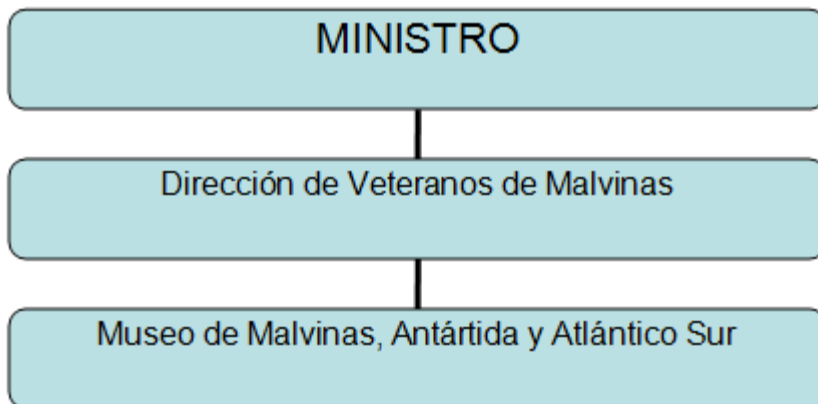 MINISTRO
Dirección de Veteranos de Malvinas
Museo de Malvinas, Antártida y Atlántico Sur